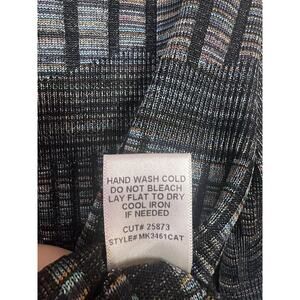 HAND WASH COLD
DO NOT BLEACH
LAY FLAT TO DRY
COOL IRON
IF NEEDED
CUT# 25873
STYLE# MK3461CAT